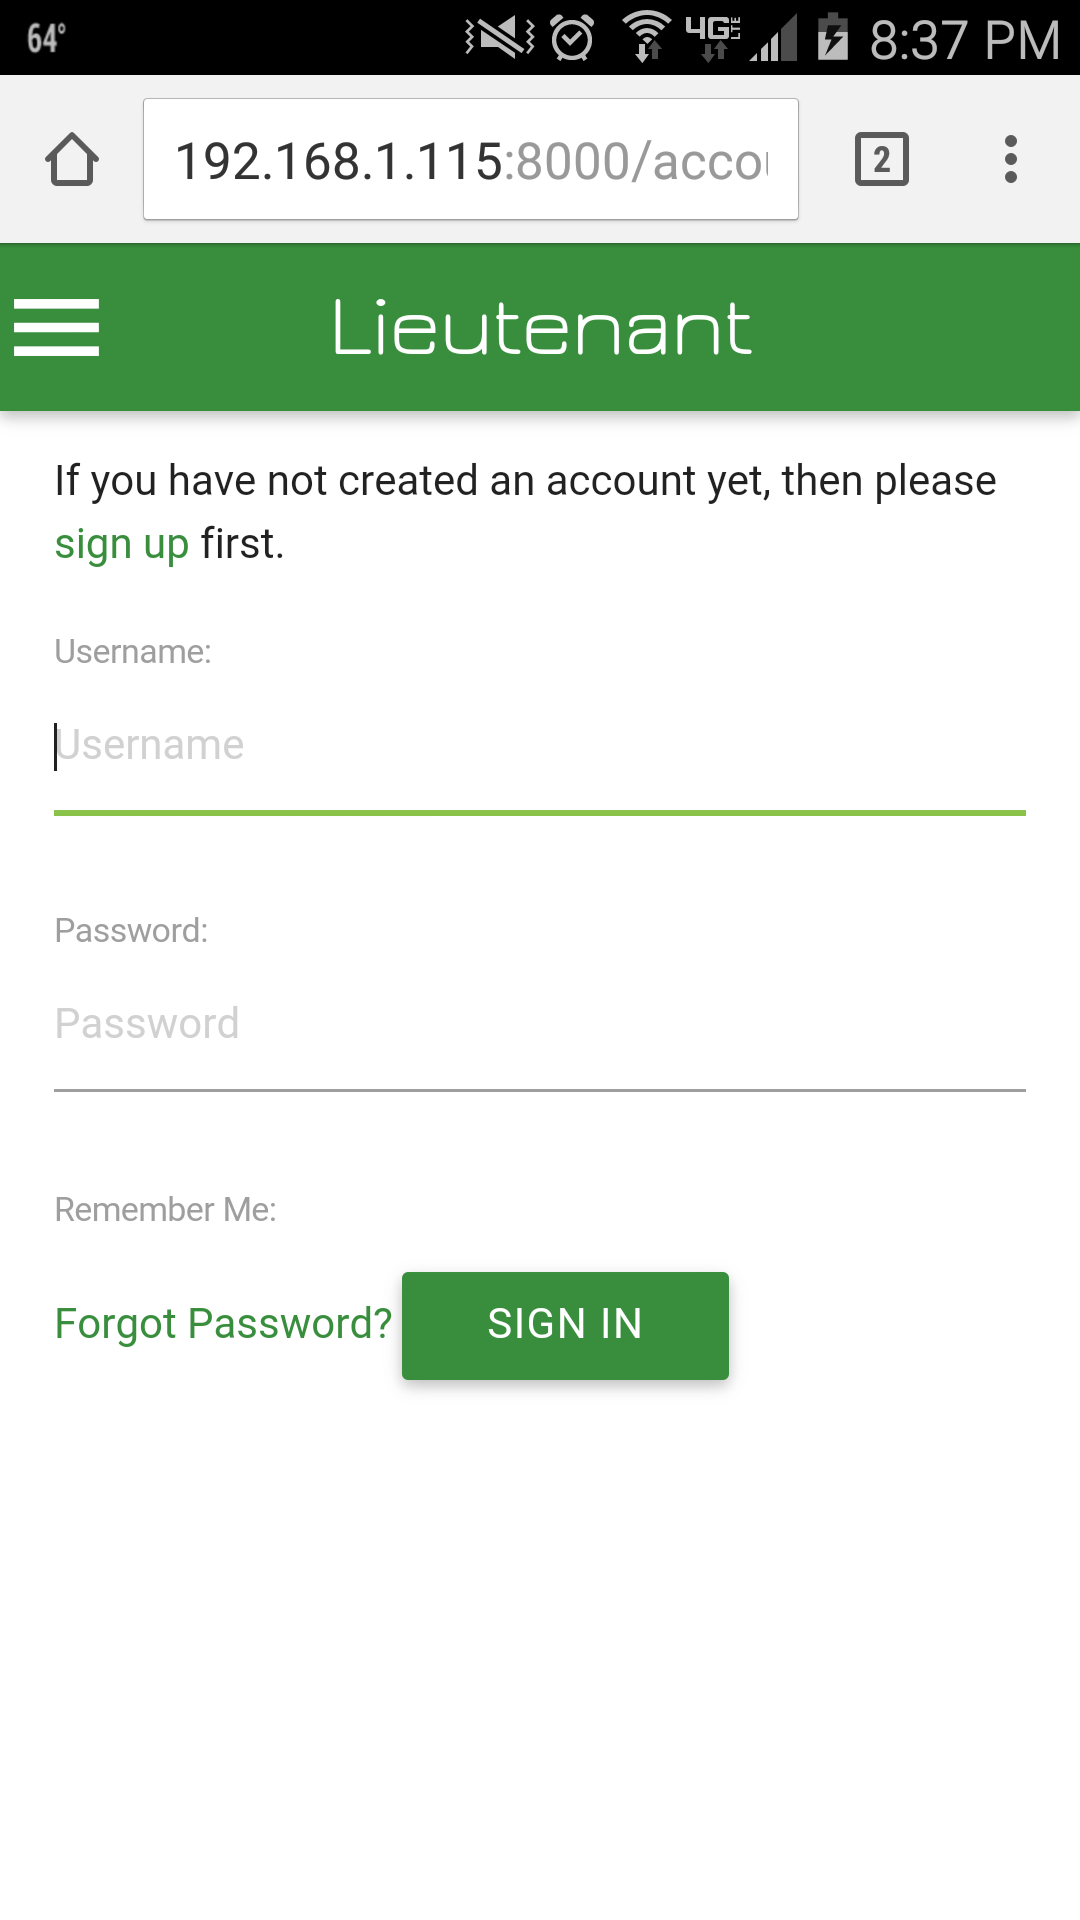 64°
4G LTE
8:37 PM
192.168.1.115:8000/acco
2
Lieutenant
If you have not created an account yet, then please
sign up first.
Username:
Username
Password:
Password
Remember Me:
Forgot Password? SIGN IN